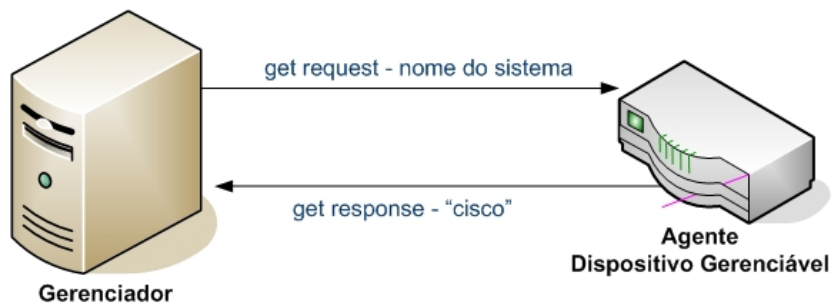 get request - nome do sistema
get response - “cisco”
Agente
Dispositivo Gerenciável
Gerenciador